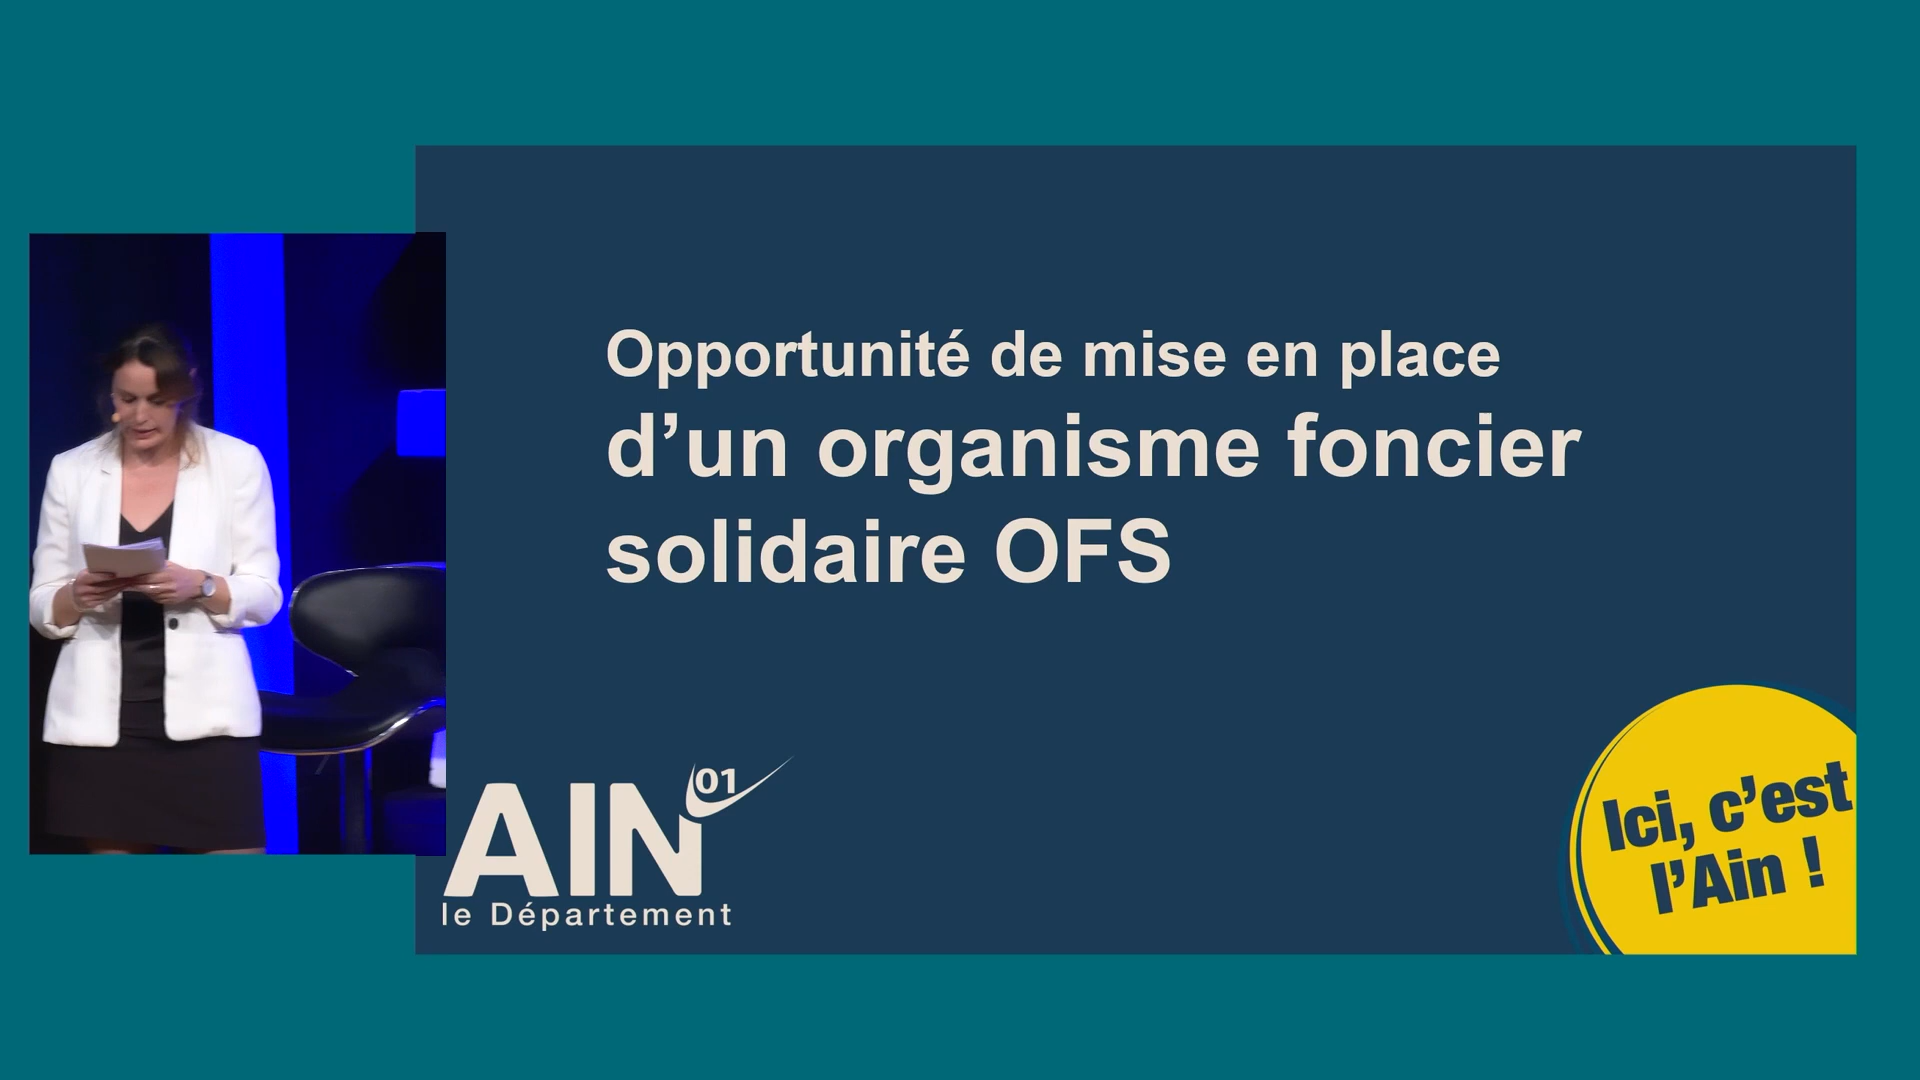 Opportunité de mise en place
d’un organisme foncier
solidaire OFS
AIN 01
le Département
Ici, c’est
l’Ain !